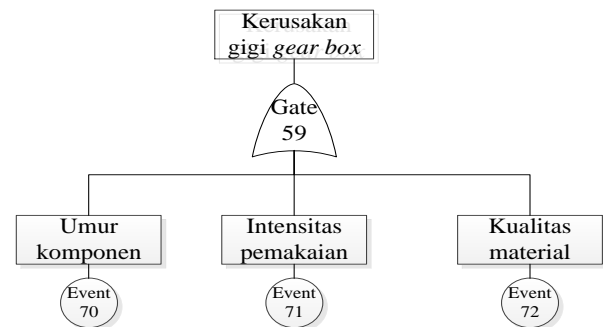 Kerusakan
gigi gear box
Gate
59
Umur
komponen
Intensitas
pemakaian
Kualitas
material
Event
70
Event
71
Event
72